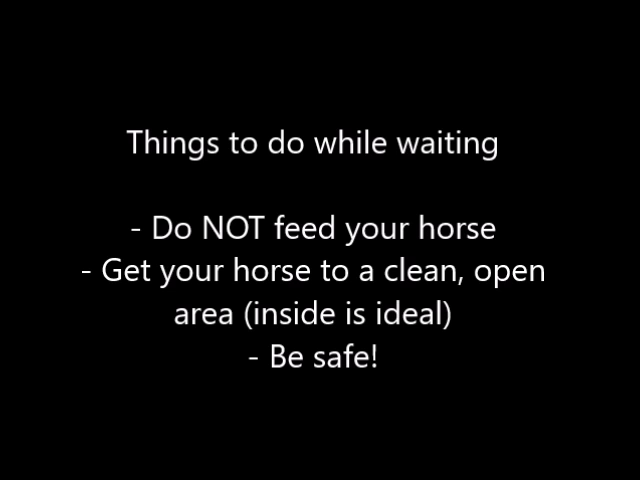 Things to do while waiting
- Do NOT feed your horse
- Get your horse to a clean, open
area (inside is ideal)
- Be safe!